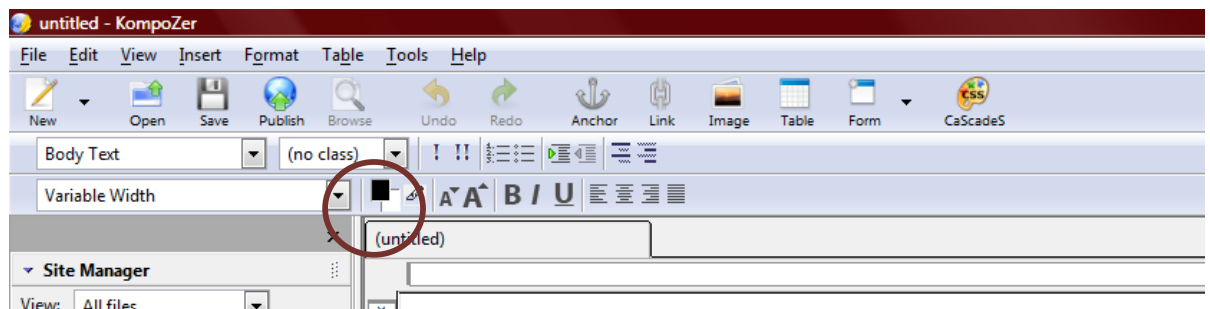 untitled - KompoZer
File Edit View Insert Format Table Tools Help
New Open Save Publish Browse Undo Redo Anchor Link Image Table Form CaScadeS
Body Text (no class) ! !!
Variable Width A A B I U
(untitled)
Site Manager
View: All files